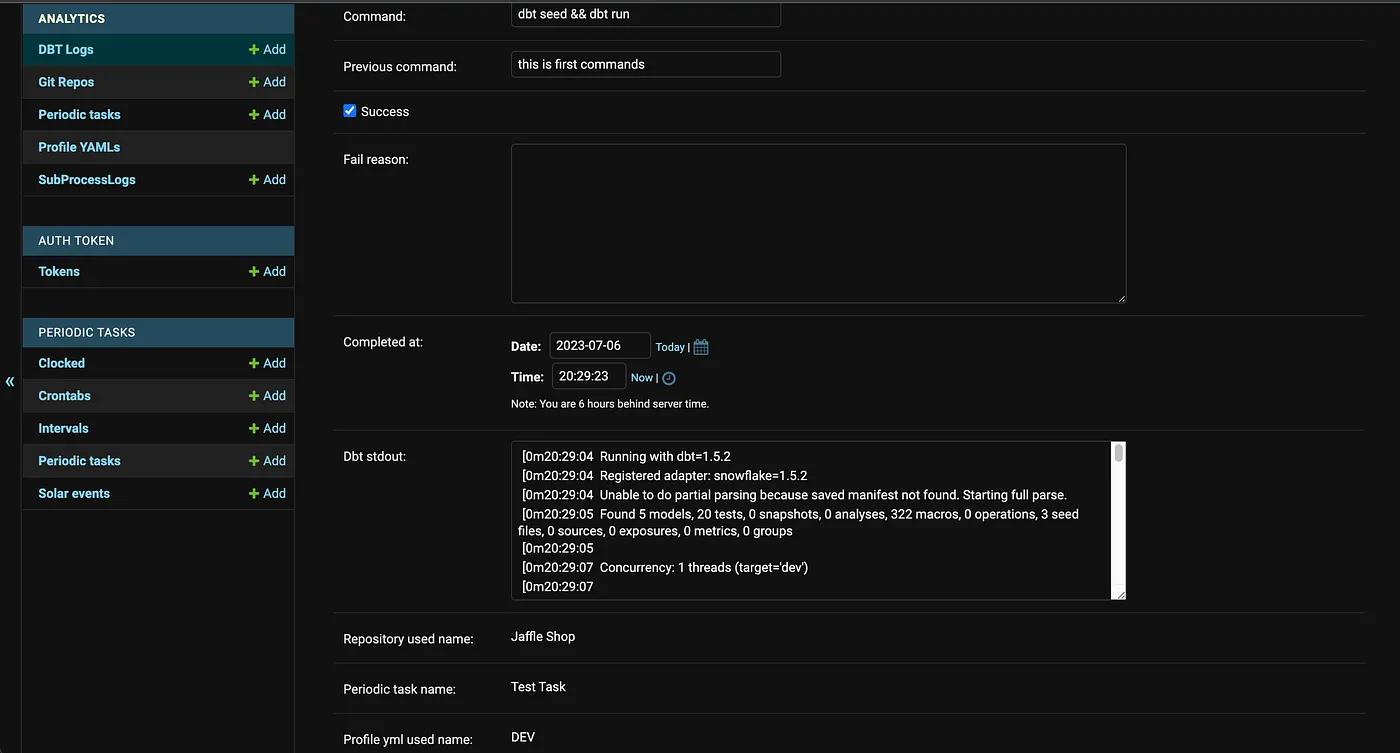 ANALYTICS
DBT Logs + Add
Git Repos + Add
Periodic tasks + Add
Profile YAMLs
SubProcessLogs + Add
AUTH TOKEN
Tokens + Add
PERIODIC TASKS
Clocked + Add
Crontabs + Add
Intervals + Add
Periodic tasks + Add
Solar events + Add
«
Command: dbt seed && dbt run
Previous command: this is first commands
Success
Fail reason:
Completed at:
Date: 2023-07-06 Today |
Time: 20:29:23 Now |
Note: You are 6 hours behind server time.
Dbt stdout:
[0m20:29:04 Running with dbt=1.5.2
[0m20:29:04 Registered adapter: snowflake=1.5.2
[0m20:29:04 Unable to do partial parsing because saved manifest not found. Starting full parse.
[0m20:29:05 Found 5 models, 20 tests, 0 snapshots, 0 analyses, 322 macros, 0 operations, 3 seed
files, 0 sources, 0 exposures, 0 metrics, 0 groups
[0m20:29:05
[0m20:29:07 Concurrency: 1 threads (target='dev')
[0m20:29:07
Repository used name: Jaffle Shop
Periodic task name: Test Task
Profile yml used name: DEV